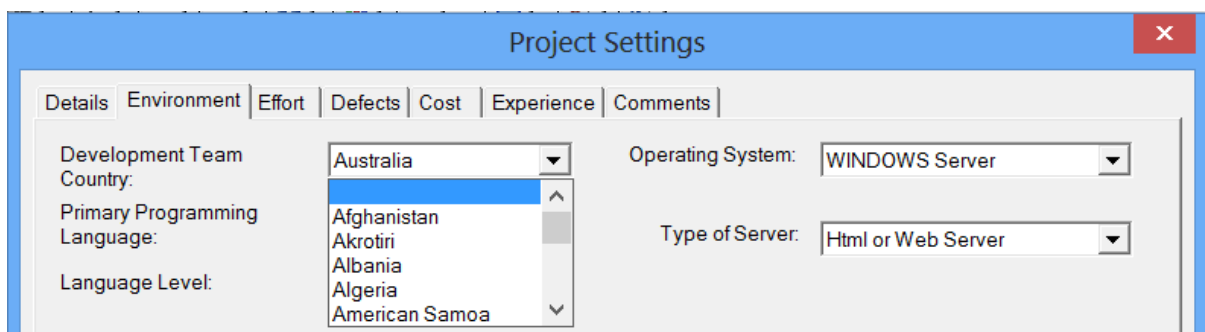 Project Settings
Details Environment Effort Defects Cost Experience Comments
Development Team Country:
Australia
Operating System:
WINDOWS Server
Afghanistan
Akrotiri
Albania
Algeria
American Samoa
Primary Programming Language:
Type of Server:
Html or Web Server
Language Level: